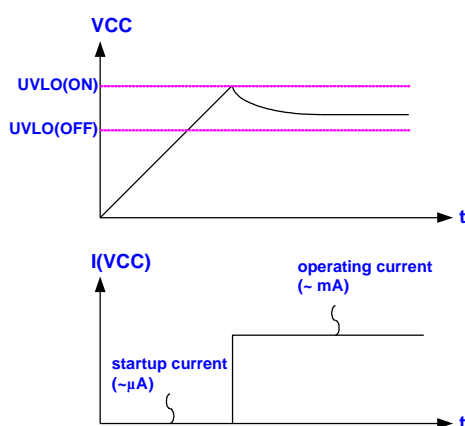 VCC
UVLO(ON)
UVLO(OFF)
t
I(VCC)
operating current
(~ mA)
startup current
(~µA)
t